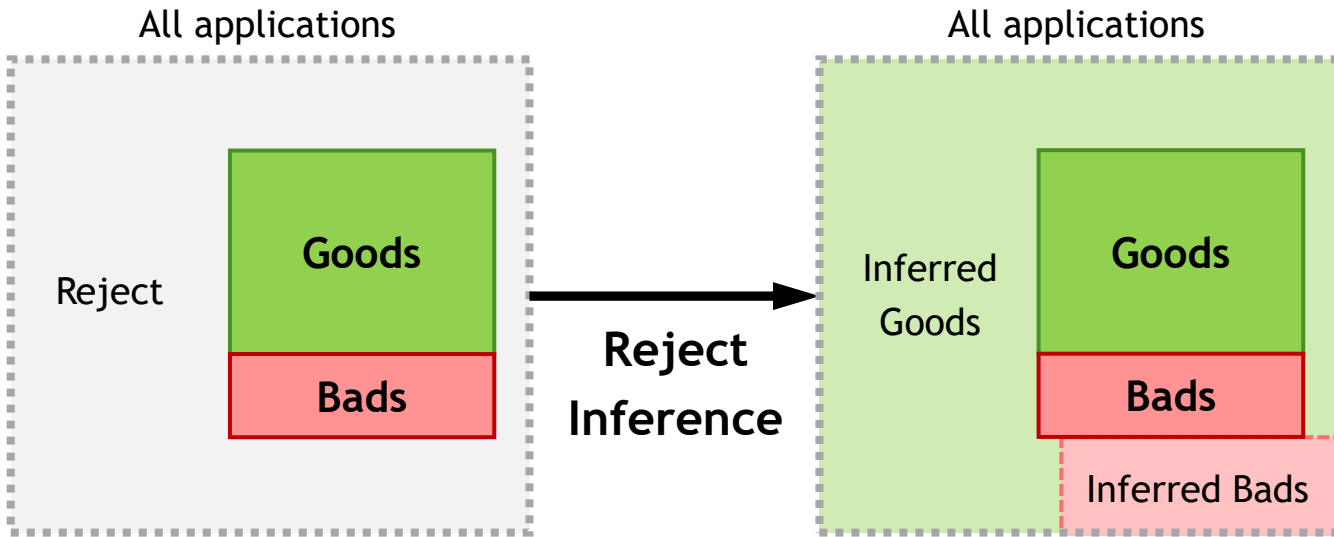 All applications
Reject
Goods
Bads
Reject
Inference
All applications
Inferred
Goods
Goods
Bads
Inferred Bads